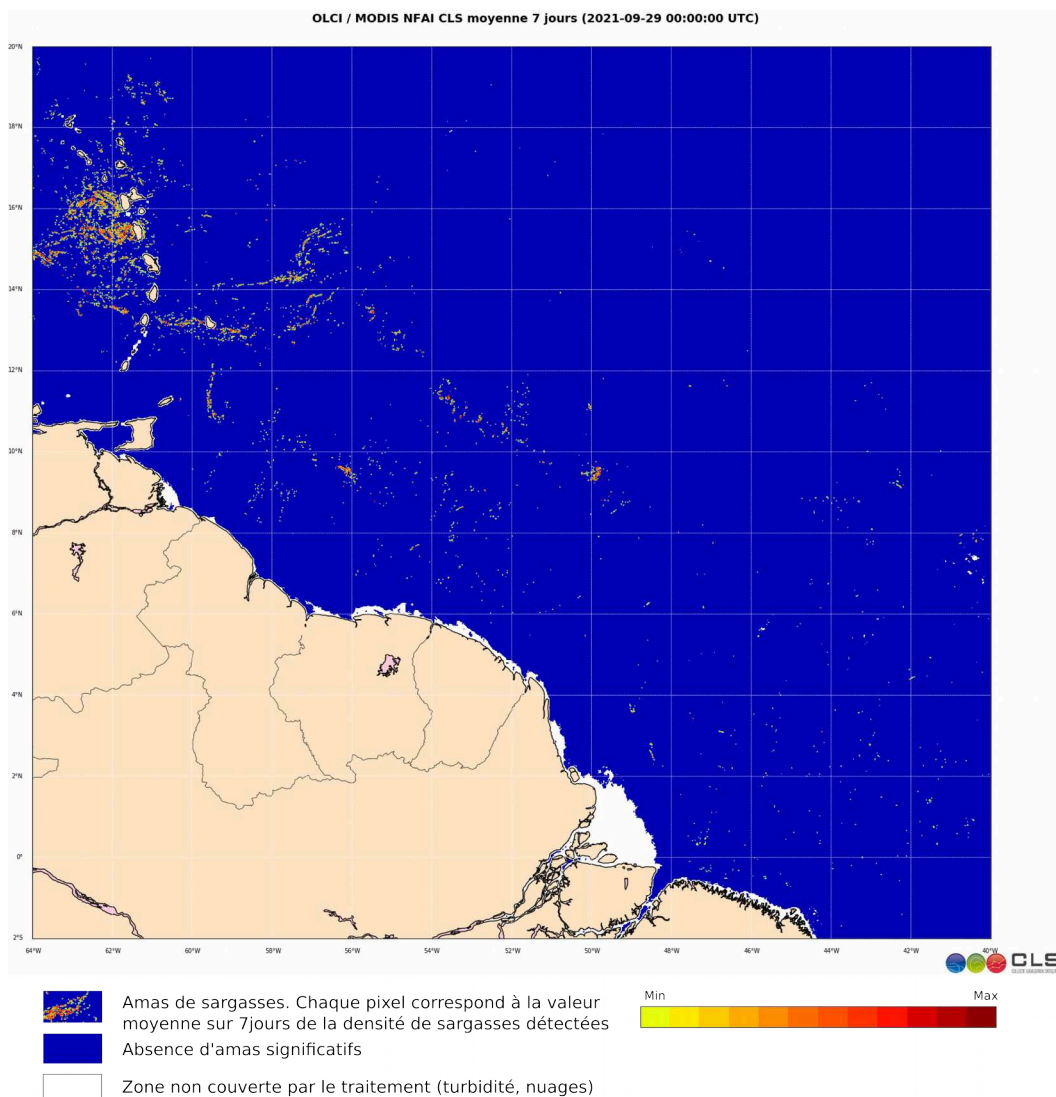 OLCI / MODIS NFAI CLS moyenne 7 jours (2021-09-29 00:00:00 UTC)
20°N
18°N
16°N
14°N
12°N
10°N
8°N
6°N
4°N
2°N
0°
2°S
64°W 62°W 60°W 58°W 56°W 54°W 52°W 50°W 48°W 46°W 44°W 42°W 40°W
CLS
Amas de sargasses. Chaque pixel correspond à la valeur
moyenne sur 7jours de la densité de sargasses détectées
Min Max
Absence d'amas significatifs
Zone non couverte par le traitement (turbidité, nuages)